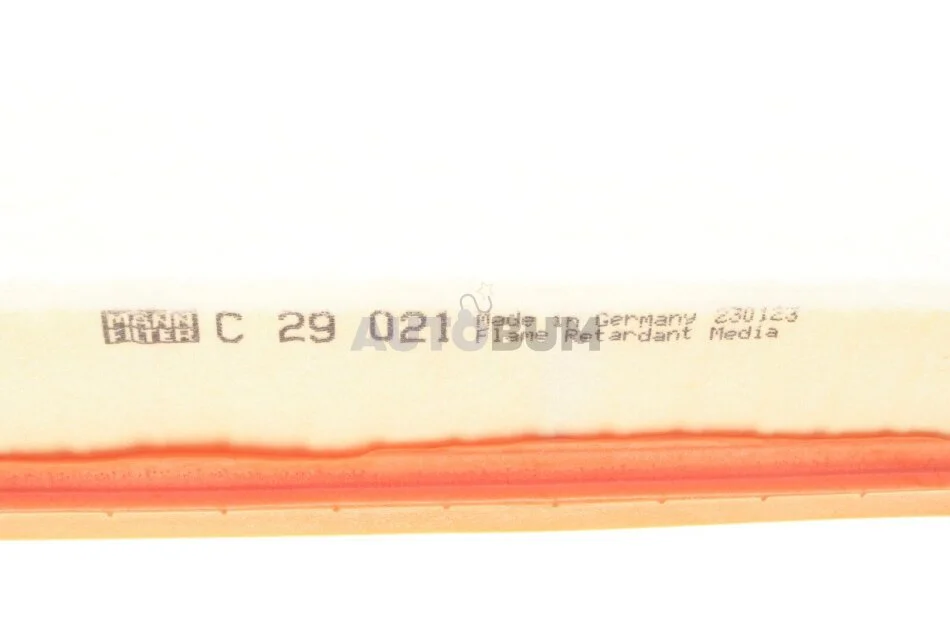 MANN
FILTER
C 29 021
Made in Germany 230123
Flame Retardant Media
AUTOBUM